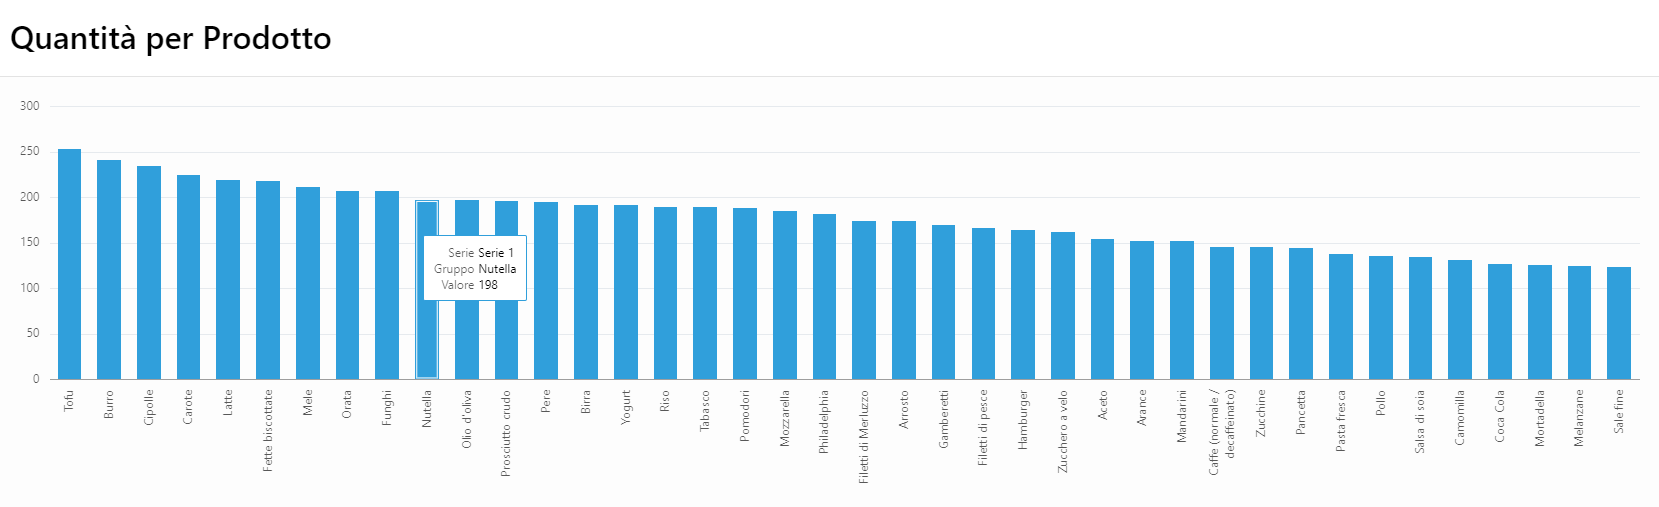 Quantità per Prodotto
300
250
200
150
100
50
0
Serie Serie 1
Gruppo Nutella
Valore 198
Tofu
Burro
Cipolle
Carote
Latte
Fette biscottate
Mele
Orata
Funghi
Nutella
Olio d'oliva
Prosciutto crudo
Pere
Birra
Yogurt
Riso
Tabasco
Pomodori
Mozzarella
Philadelphia
Filetti di Merluzzo
Arrosto
Gamberetti
Filetti di pesce
Hamburger
Zucchero a velo
Aceto
Arance
Mandarini
Caffe (normale /
decaffeinato)
Zucchine
Pancetta
Pasta fresca
Pollo
Salsa di soia
Camomilla
Coca Cola
Mortadella
Melanzane
Sale fine